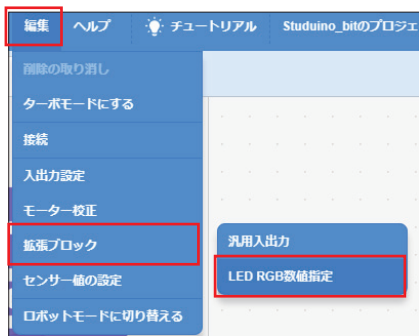 編集 ヘルプ チュートリアル Studuino_bitのプロジェ
削除の取り消し
ターボモードにする
接続
入出力設定
モーター校正
拡張ブロック
汎用入出力
センサー値の設定
LED RGB数値指定
ロボットモードに切り替える